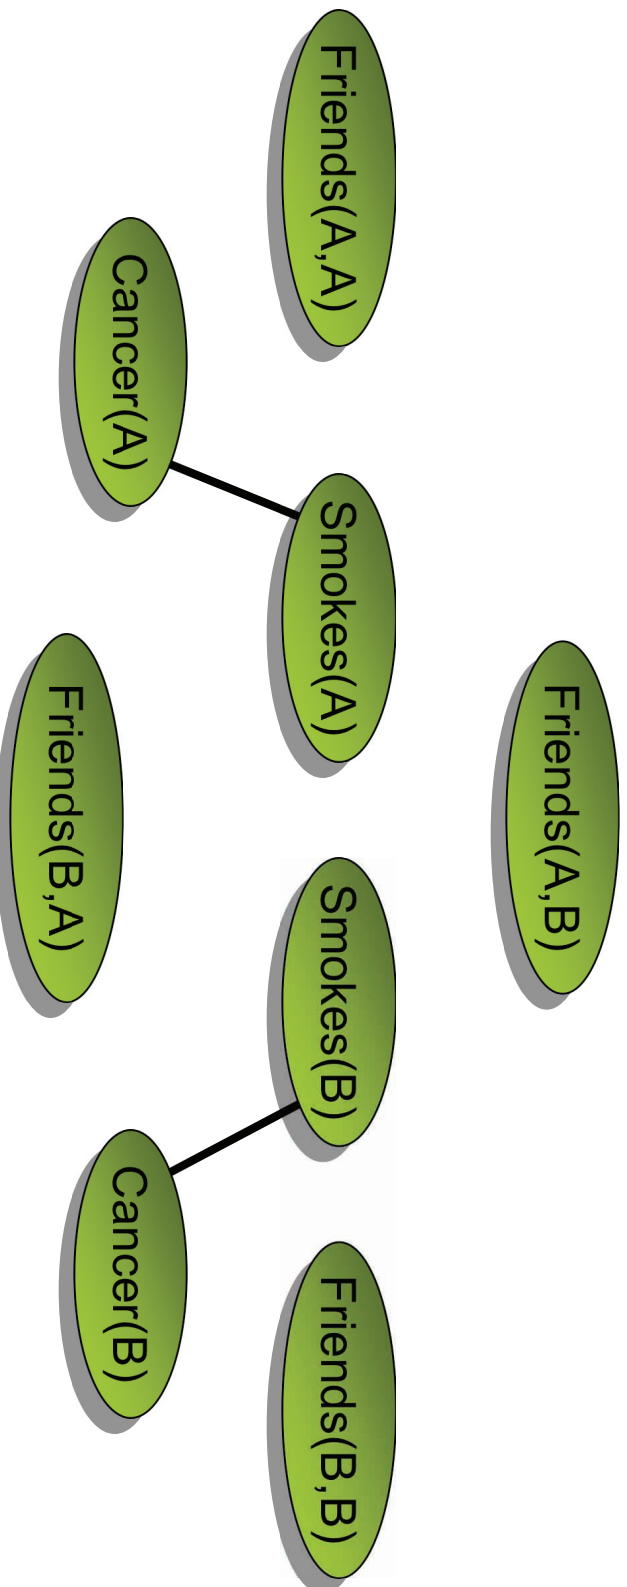 Friends(A,B)
Friends(A,A)
Smokes(A)
Smokes(B)
Friends(B,B)
Cancer(A)
Cancer(B)
Friends(B,A)